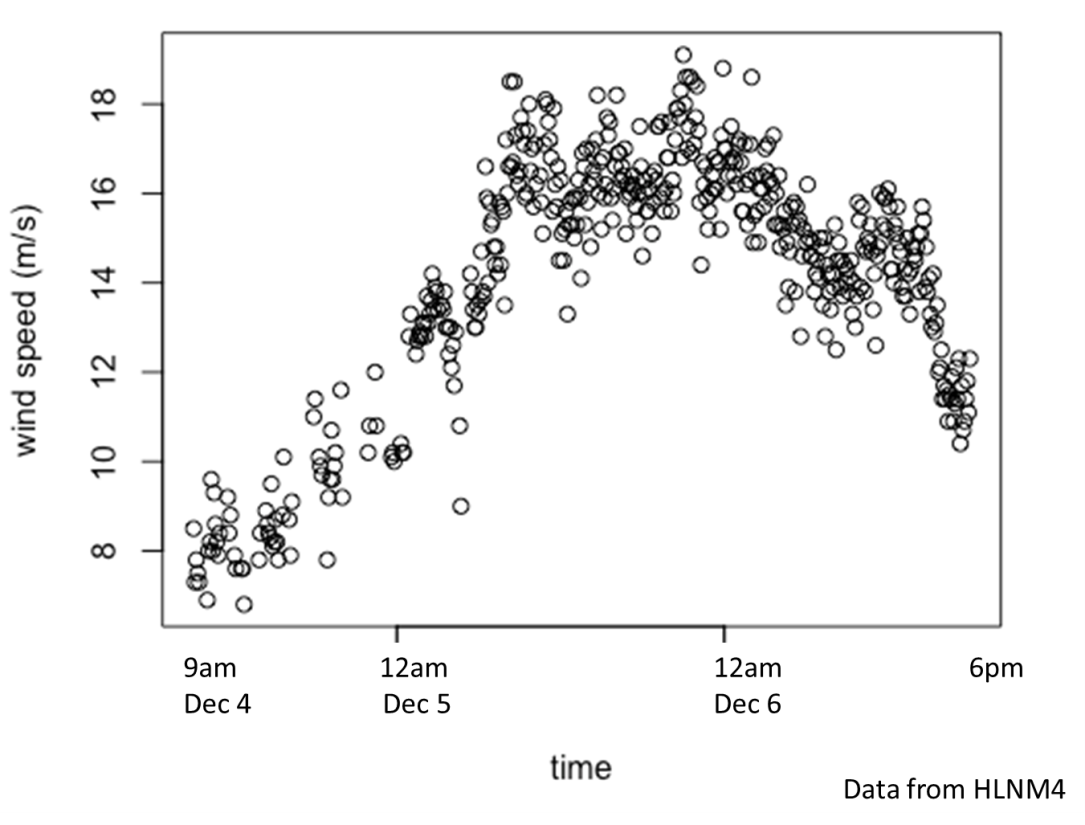 18
16
14
12
10
8
wind speed (m/s)
9am 12am 12am 6pm
Dec 4 Dec 5 Dec 6
time
Data from HLNM4